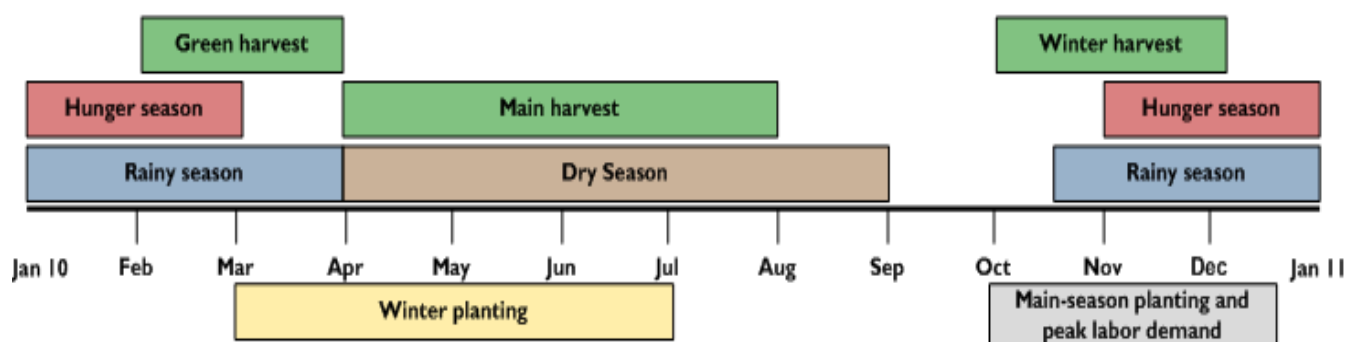 Green harvest
Winter harvest
Hunger season
Main harvest
Hunger season
Rainy season
Dry Season
Rainy season
Jan 10 Feb Mar Apr May Jun Jul Aug Sep Oct Nov Dec Jan 11
Winter planting
Main-season planting and
peak labor demand